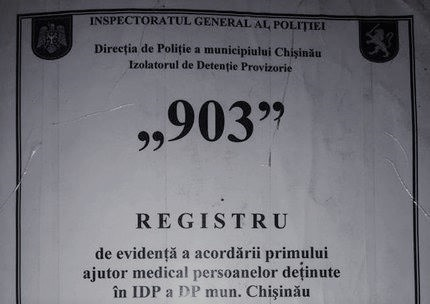 INSPECTORATUL GENERAL AL POLIȚIEI
Direcția de Poliție a municipiului Chișinău
Izolatorul de Detenție Provizorie
„903”
REGISTRU
de evidență a acordării primului
ajutor medical persoanelor deținute
în IDP a DP mun. Chișinău